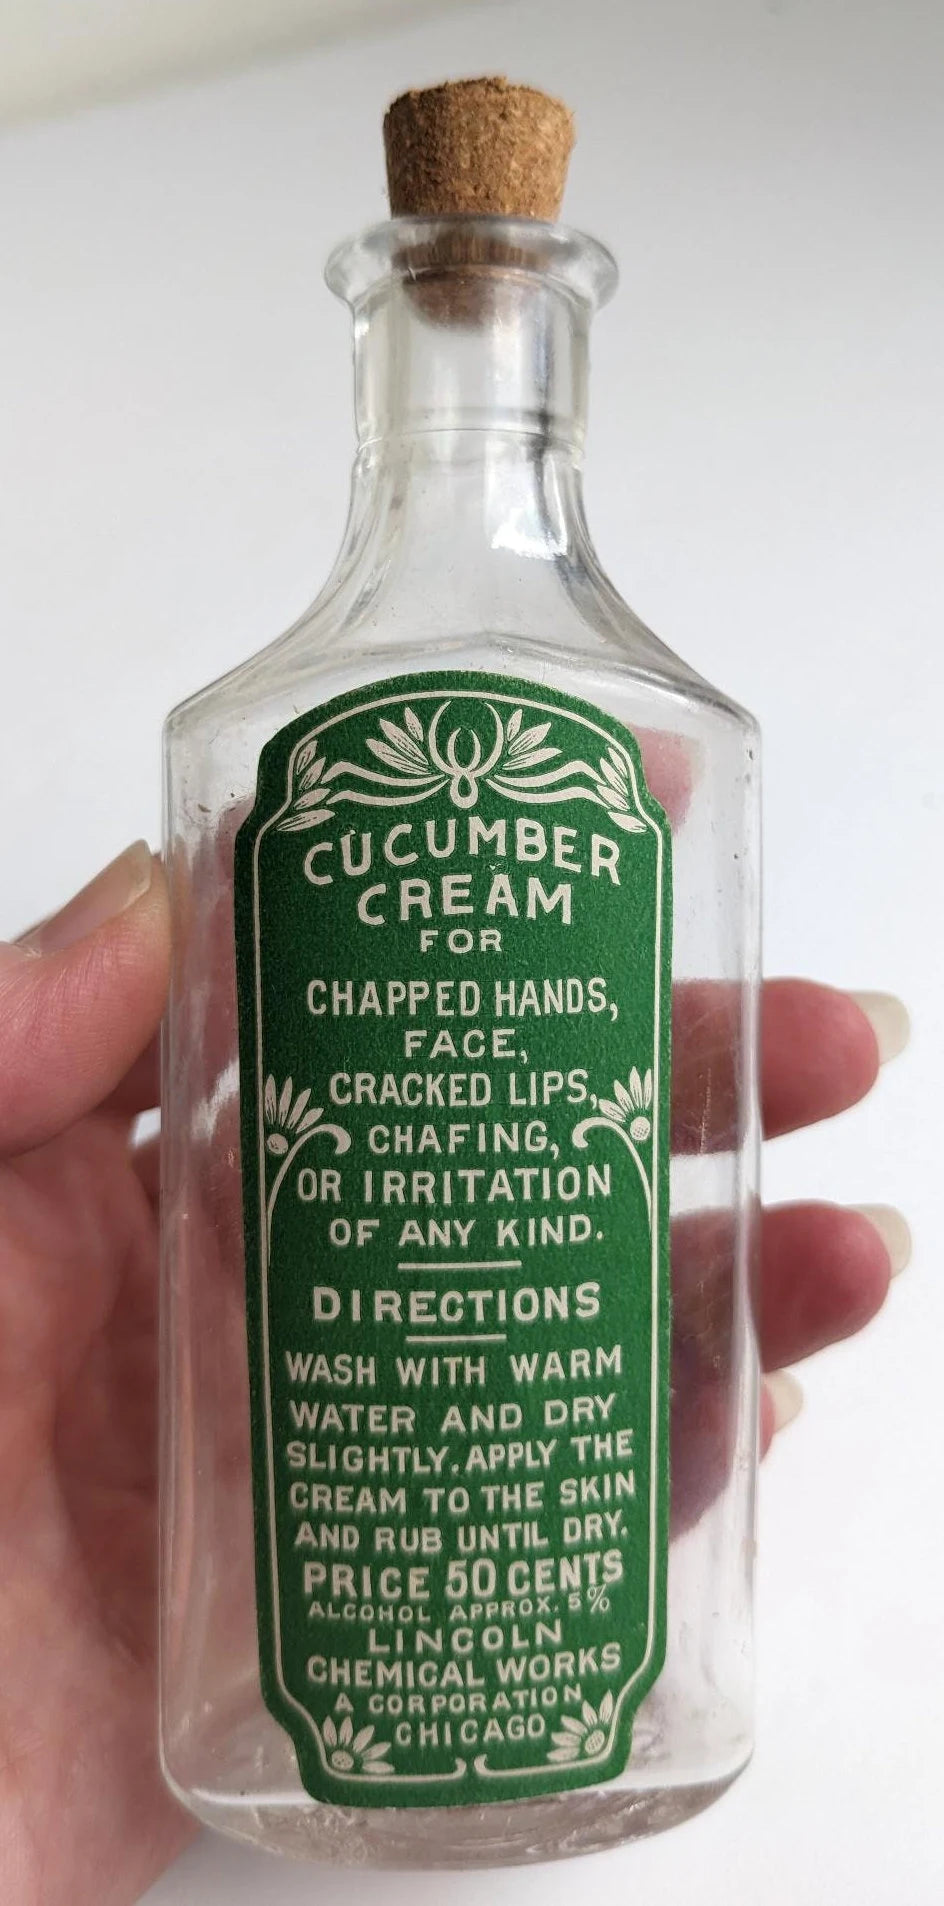 CUCUMBER
CREAM
FOR
CHAPPED HANDS,
FACE,
CRACKED LIPS,
CHAFING,
OR IRRITATION
OF ANY KIND.
DIRECTIONS
WASH WITH WARM
WATER AND DRY
SLIGHTLY. APPLY THE
CREAM TO THE SKIN
AND RUB UNTIL DRY.
PRICE 50 CENTS
ALCOHOL APPROX. 5%
LINCOLN
CHEMICAL WORKS
A CORPORATION
CHICAGO